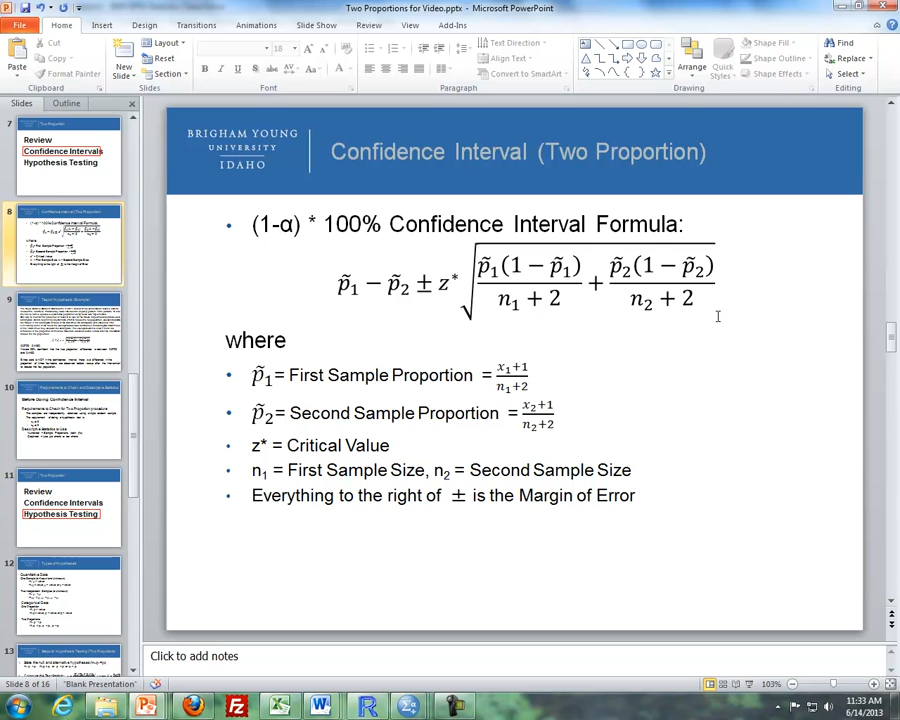 Two Proportions for Video.pptx - Microsoft PowerPoint
File Home Insert Design Transitions Animations Slide Show Review View Add-Ins
Paste
Cut
Copy
Format Painter
Clipboard
New
Slide
Layout
Reset
Section
Slides
18
B I U S abc AV Aa A
Font
Text Direction
Align Text
Convert to SmartArt
Paragraph
Arrange
Quick
Styles
Shape Fill
Shape Outline
Shape Effects
Drawing
Find
Replace
Select
Editing
Slides Outline
7
Review
Confidence Intervals
Hypothesis Testing
8
9
10
11
Review
Confidence Intervals
Hypothesis Testing
12
13
BRIGHAM YOUNG
UNIVERSITY
IDAHO
Confidence Interval (Two Proportion)
• (1-α) * 100% Confidence Interval Formula:
p̃₁ − p̃₂ ± z* √ p̃₁(1 − p̃₁) / n₁ + 2 + p̃₂(1 − p̃₂) / n₂ + 2
where
• p̃₁= First Sample Proportion = x₁+1 / n₁+2
• p̃₂= Second Sample Proportion = x₂+1 / n₂+2
• z* = Critical Value
• n₁ = First Sample Size, n₂ = Second Sample Size
• Everything to the right of ± is the Margin of Error
Click to add notes
Slide 8 of 16 "Blank Presentation" 103%
11:33 AM
6/14/2013